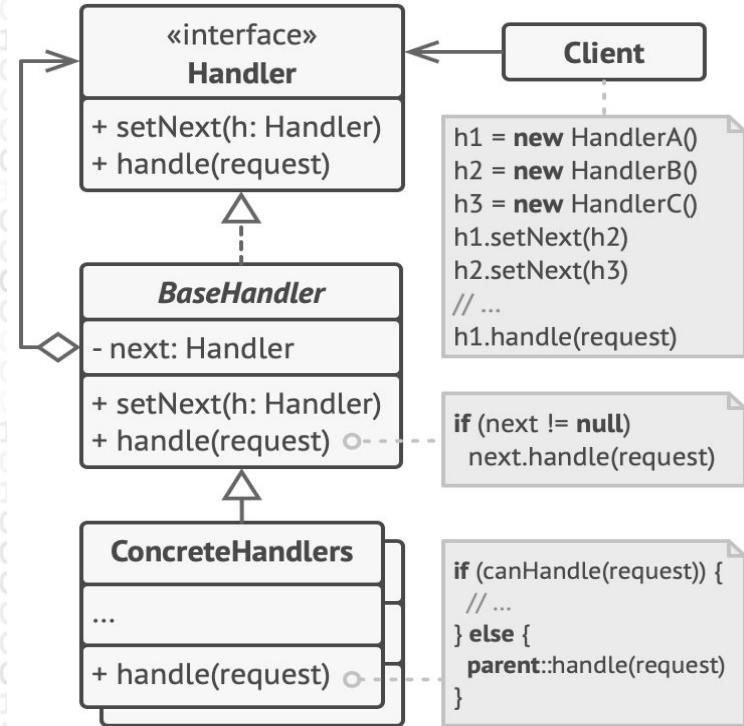 «interface»
Handler
+ setNext(h: Handler)
+ handle(request)
Client
h1 = new HandlerA()
h2 = new HandlerB()
h3 = new HandlerC()
h1.setNext(h2)
h2.setNext(h3)
// ...
h1.handle(request)
BaseHandler
- next: Handler
+ setNext(h: Handler)
+ handle(request)
if (next != null)
next.handle(request)
ConcreteHandlers
...
+ handle(request)
if (canHandle(request)) {
// ...
} else {
parent::handle(request)
}